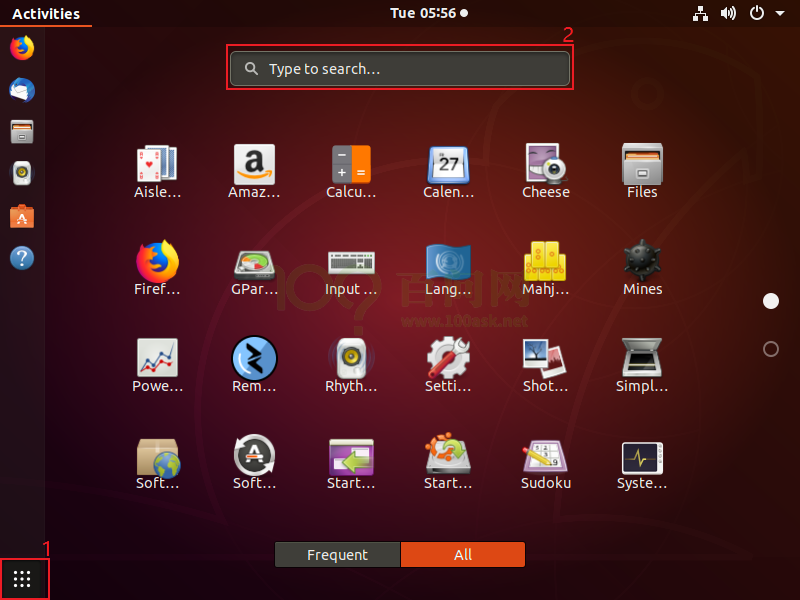 Activities
Tue 05:56
2
Type to search...
27
Aisle...
Amaz...
Calcu...
Calen...
Cheese
Files
Firef...
GPar...
Input ...
Lang...
Mahj...
Mines
百问网
www.100ask.net
Powe...
Rem...
Rhyth...
Setti...
Shot...
Simpl...
Soft...
Soft...
Start...
Start...
Sudoku
Syste...
1
Frequent
All